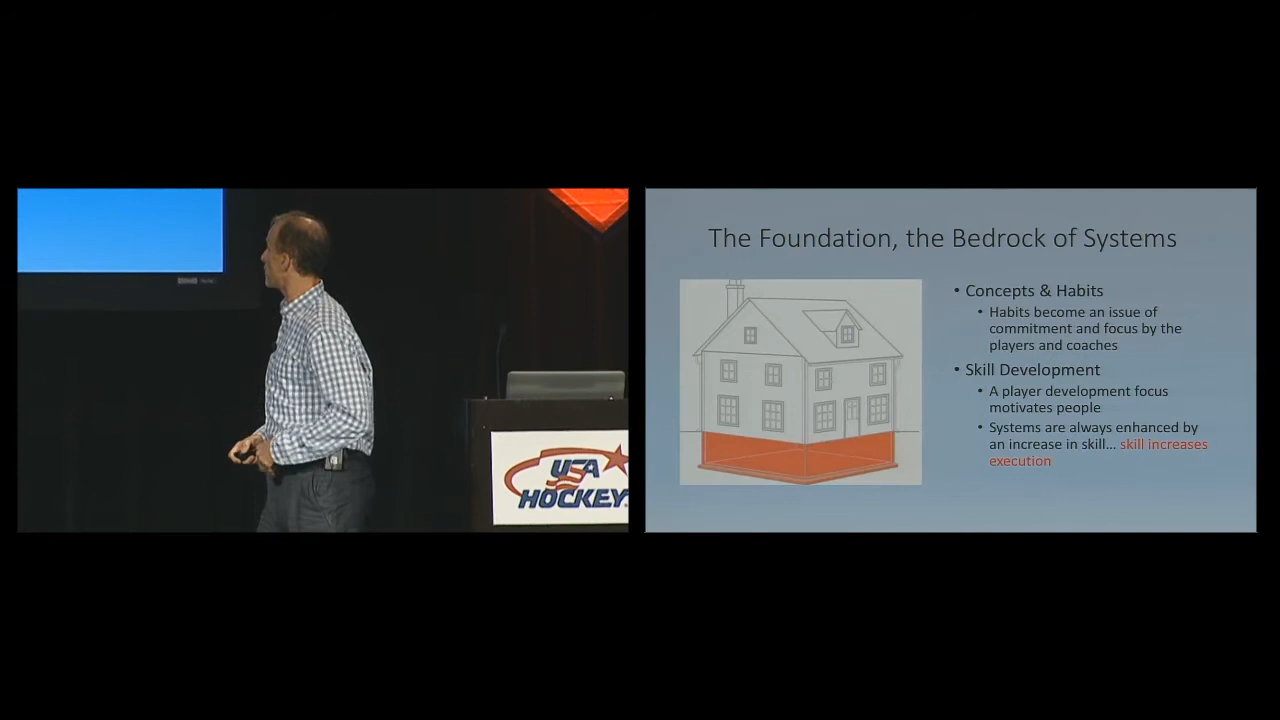 USA
HOCKEY
The Foundation, the Bedrock of Systems
• Concepts & Habits
• Habits become an issue of
commitment and focus by the
players and coaches
• Skill Development
• A player development focus
motivates people
• Systems are always enhanced by
an increase in skill... skill increases
execution